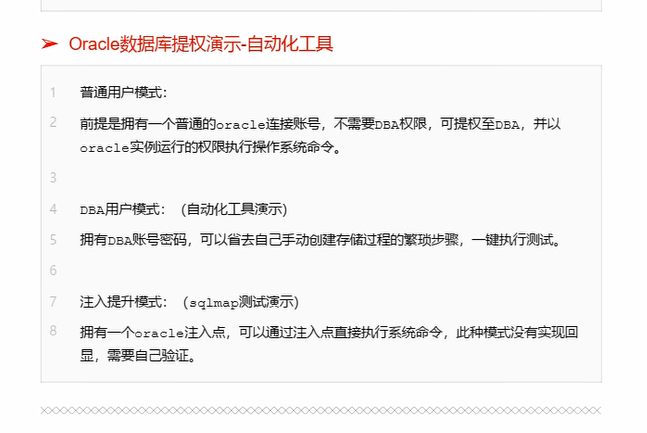 ➢ Oracle数据库提权演示-自动化工具
1 普通用户模式：
2 前提是拥有一个普通的oracle连接账号，不需要DBA权限，可提权至DBA，并以
oracle实例运行的权限执行操作系统命令。
3
4 DBA用户模式：（自动化工具演示）
5 拥有DBA账号密码，可以省去自己手动创建存储过程的繁琐步骤，一键执行测试。
6
7 注入提升模式：（sqlmap测试演示）
8 拥有一个oracle注入点，可以通过注入点直接执行系统命令，此种模式没有实现回
显，需要自己验证。